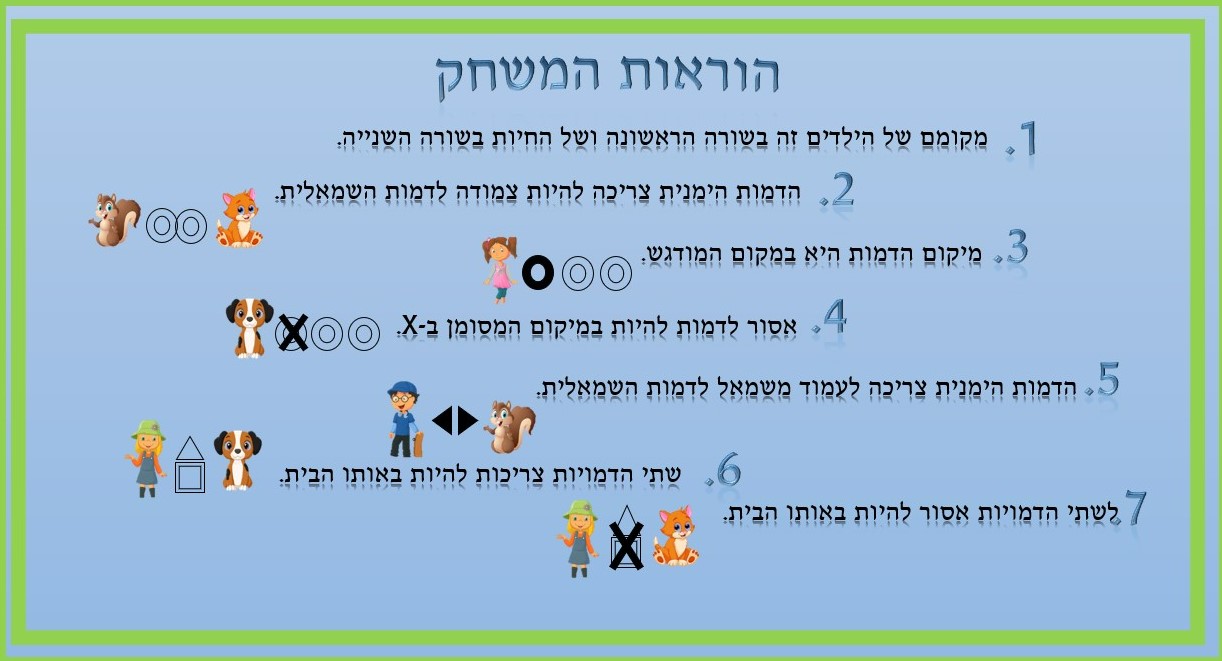 הוראות המשחק
1. מקומם של הילדים זה בשורה הראשונה ושל החיות בשורה השנייה.
2. הדמות הימנית צריכה להיות צמודה לדמות השמאלית.
3. מיקום הדמות היא במקום המודגש.
4. אסור לדמות להיות במיקום המסומן ב-X.
5. הדמות הימנית צריכה לעמוד משמאל לדמות השמאלית.
6. שתי הדמויות צריכות להיות באותו הבית.
7. לשתי הדמויות אסור להיות באותו הבית.